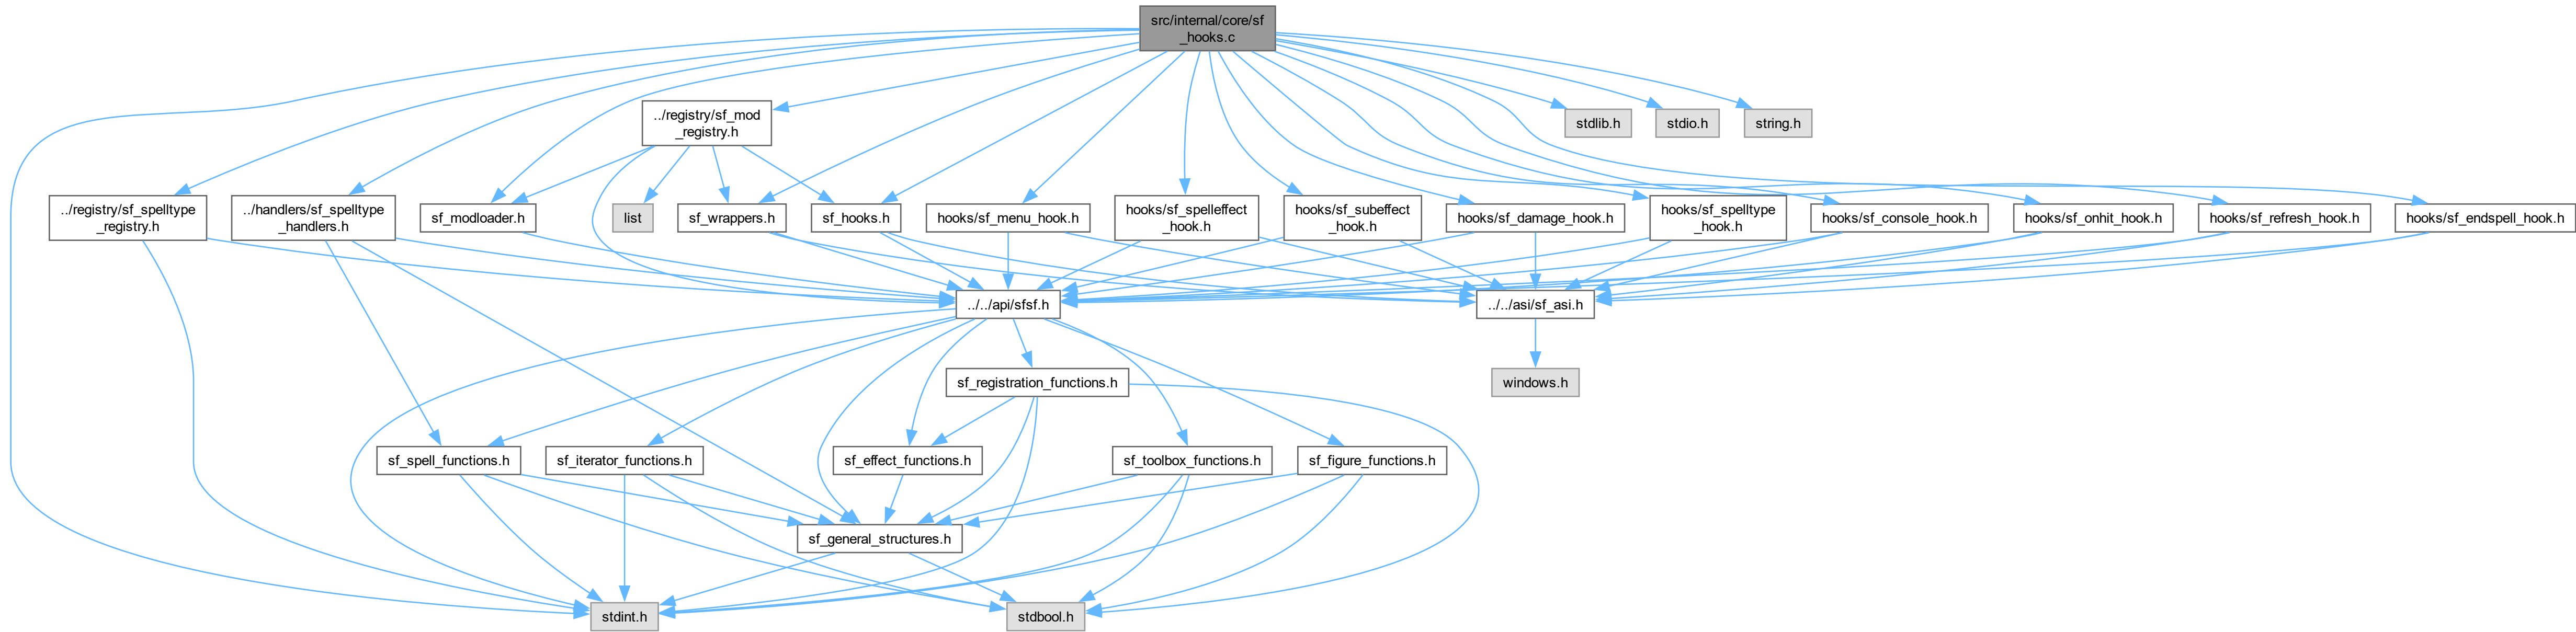 src/internal/core/sf
_hooks.c
../registry/sf_mod
_registry.h
stdlib.h
stdio.h
string.h
../registry/sf_spelltype
_registry.h
../handlers/sf_spelltype
_handlers.h
sf_modloader.h
list
sf_wrappers.h
sf_hooks.h
hooks/sf_menu_hook.h
hooks/sf_spelleffect
_hook.h
hooks/sf_subeffect
_hook.h
hooks/sf_damage_hook.h
hooks/sf_spelltype
_hook.h
hooks/sf_console_hook.h
hooks/sf_onhit_hook.h
hooks/sf_refresh_hook.h
hooks/sf_endspell_hook.h
../../api/sfsf.h
../../asi/sf_asi.h
sf_registration_functions.h
windows.h
sf_spell_functions.h
sf_iterator_functions.h
sf_effect_functions.h
sf_toolbox_functions.h
sf_figure_functions.h
sf_general_structures.h
stdint.h
stdbool.h